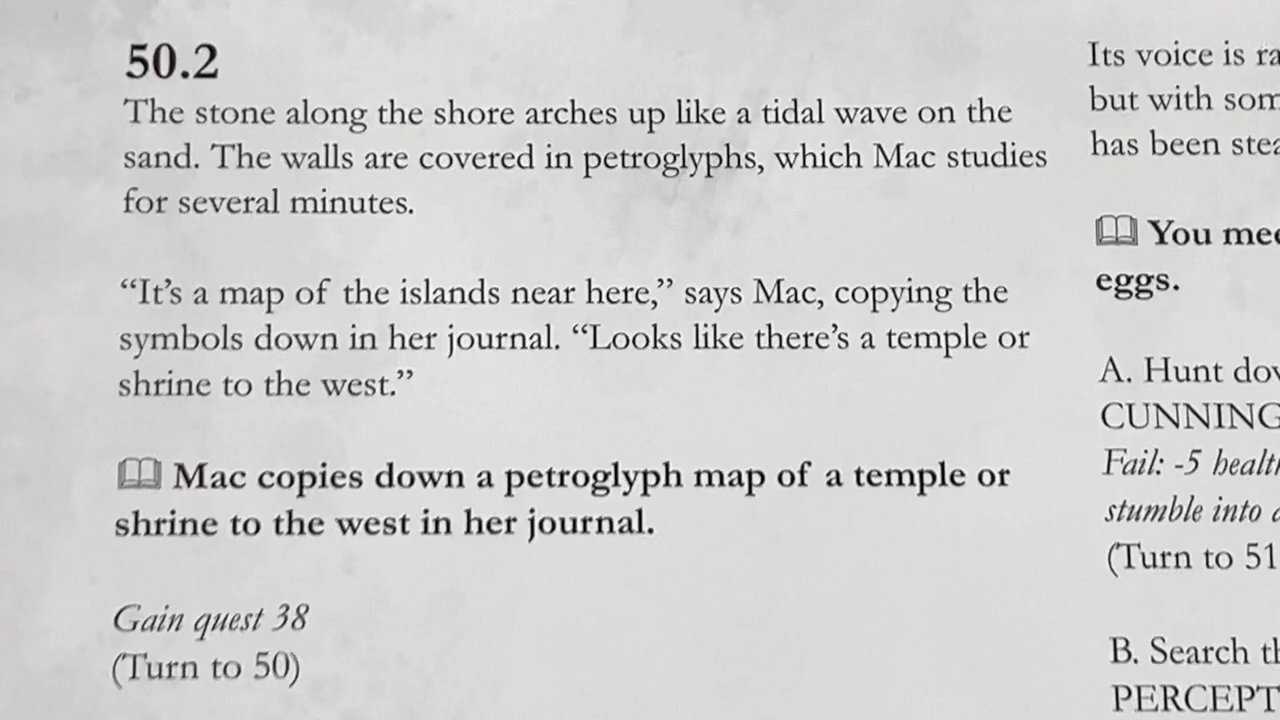 50.2
The stone along the shore arches up like a tidal wave on the
sand. The walls are covered in petroglyphs, which Mac studies
for several minutes.
“It’s a map of the islands near here,” says Mac, copying the
symbols down in her journal. “Looks like there’s a temple or
shrine to the west.”
Mac copies down a petroglyph map of a temple or
shrine to the west in her journal.
Gain quest 38
(Turn to 50)
Its voice is
but with
has been
You
eggs.
A. Hunt
CUNNING
Fail: -5
stumble into
(Turn to 51
B. Search